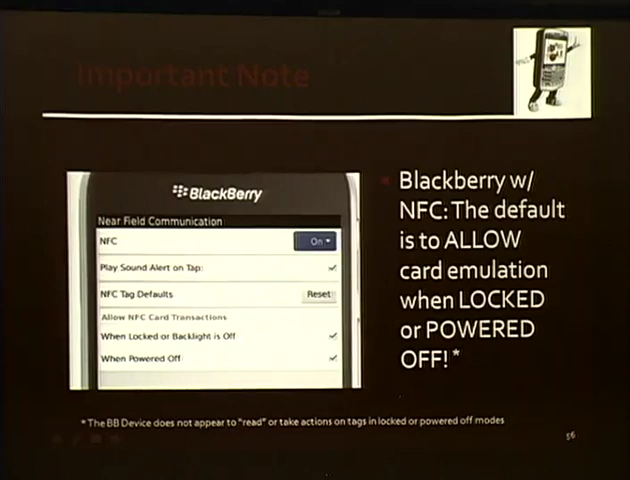 Important Note
BlackBerry
Near Field Communication
NFC
On
Play Sound Alert on Tap:
NFC Tag Defaults
Reset
Allow NFC Card Transactions
When Locked or Backlight is Off
When Powered Off
Blackberry w/
NFC: The default
is to ALLOW
card emulation
when LOCKED
or POWERED
OFF!*
* The BB Device does not appear to "read" or take actions on tags in locked or powered off modes
56